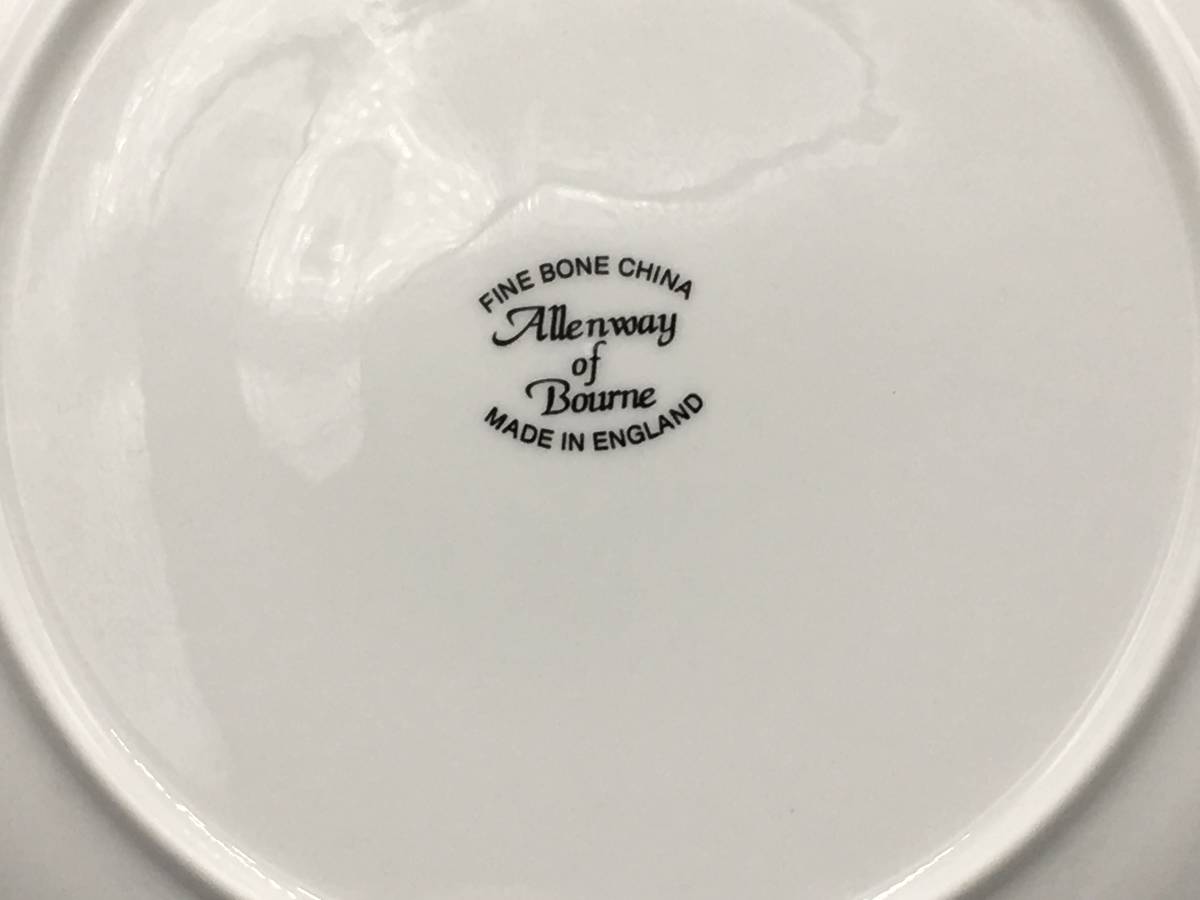 FINE BONE CHINA
Allenway
of
Bourne
MADE IN ENGLAND